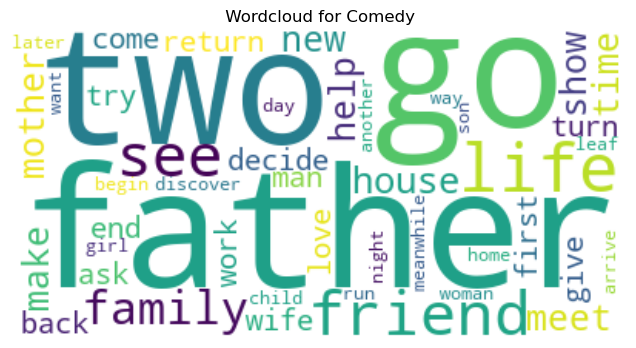 Wordcloud for Comedy
later
come
return
new
two
go
show
time
mother
want
try
day
help
another
way
son
turn
leaf
see
decide
life
begin
discover
man
house
father
make
end
girl
ask
work
love
night
meanwhile
home
first
give
arrive
back
family
child
wife
run
friend
woman
meet